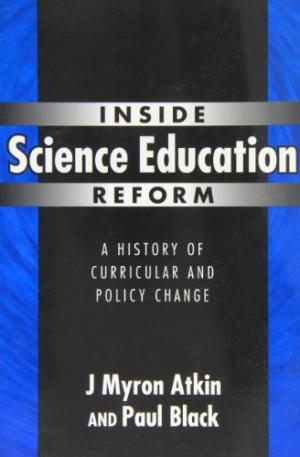 INSIDE
Science Education
REFORM
A HISTORY OF
CURRICULAR AND
POLICY CHANGE
J Myron Atkin
AND Paul Black